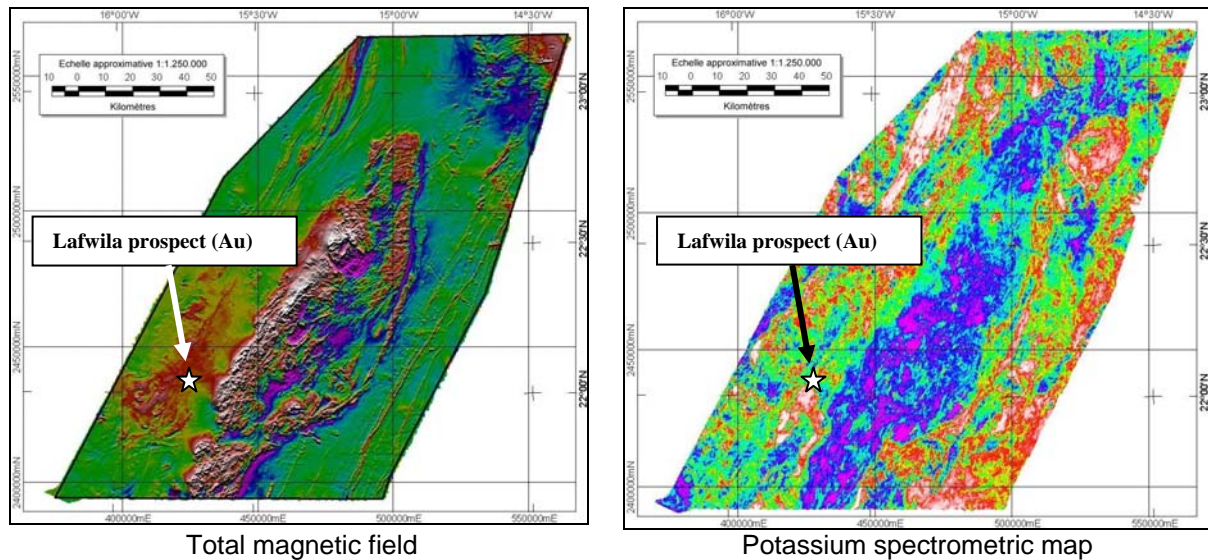 16°00'W 15°00'W 14°30'W
Echelle approximative 1:1.250.000
10 0 10 20 30 40 50
Kilomètres
2550000mN
23°00'N
2500000mN
Lafwila prospect (Au)
22°30'N
2450000mN
22°00'N
2400000mN
400000mE 450000mE 500000mE 550000mE
Total magnetic field
16°00'W 15°00'W 14°30'W
Echelle approximative 1:1.250.000
10 0 10 20 30 40 50
Kilomètres
2550000mN
23°00'N
2500000mN
Lafwila prospect (Au)
22°30'N
2450000mN
22°00'N
2400000mN
400000mE 450000mE 500000mE 550000mE
Potassium spectrometric map